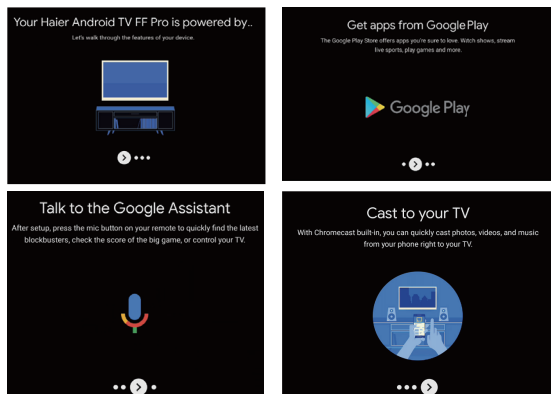 Your Haier Android TV FF Pro is powered by..
Let's walk through the features of your device.
Get apps from Google Play
The Google Play Store offers apps you're sure to love. Watch shows, stream
live sports, play games and more.
Google Play
Talk to the Google Assistant
After setup, press the mic button on your remote to quickly find the latest
blockbusters, check the score of the big game, or control your TV.
Cast to your TV
With Chromecast built-in, you can quickly cast photos, videos, and music
from your phone right to your TV.